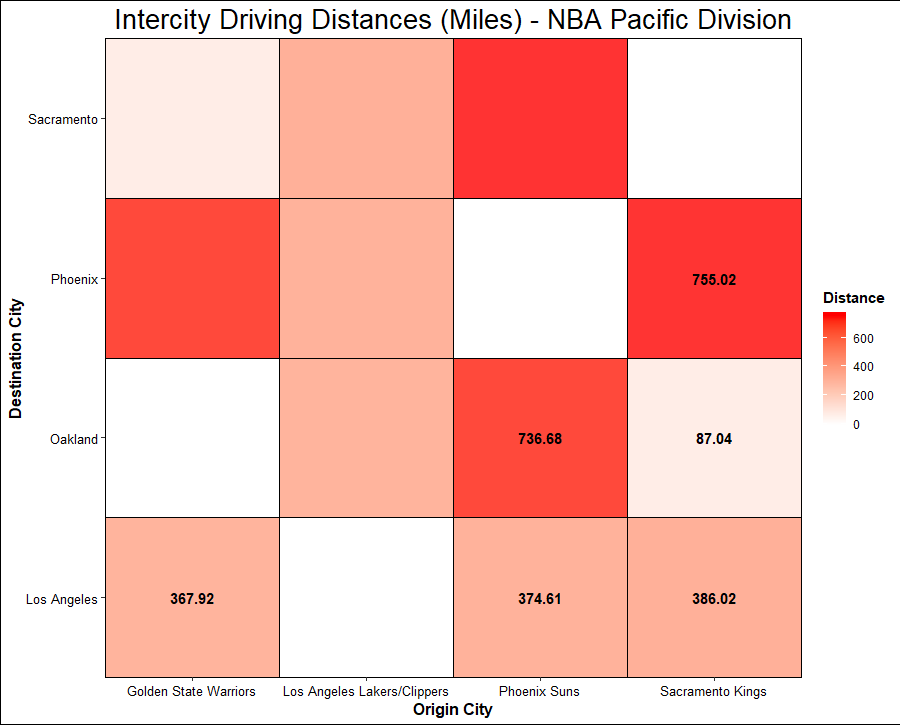 Intercity Driving Distances (Miles) - NBA Pacific Division
Destination City
Sacramento
Phoenix
755.02
Oakland
736.68
87.04
Los Angeles
367.92
374.61
386.02
Golden State Warriors
Los Angeles Lakers/Clippers
Phoenix Suns
Sacramento Kings
Origin City
Distance
600
400
200
0